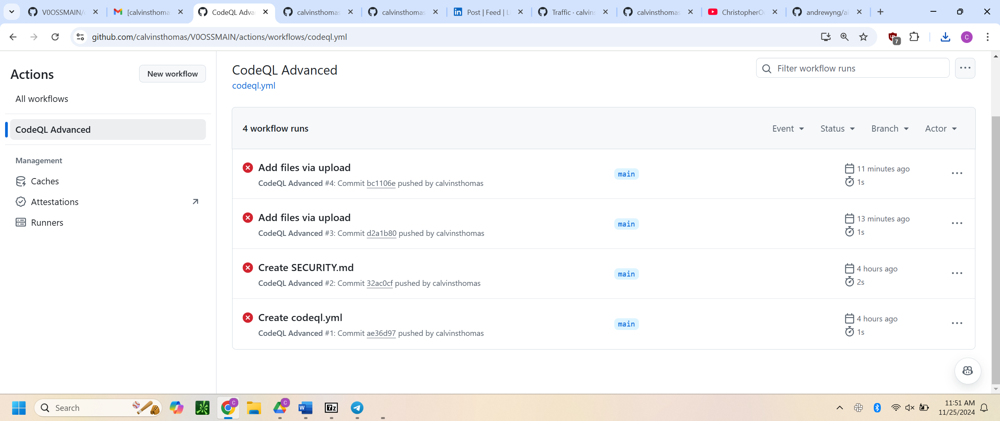 V0OSSMAIN/
[calvinsthoma
CodeQL Adva
calvinsthomas
calvinsthomas
Post | Feed | L
Traffic · calvins
calvinsthomas
ChristopherO
andrewyng/ai
github.com/calvinsthomas/V0OSSMAIN/actions/workflows/codeql.yml
7
C
Actions
New workflow
All workflows
CodeQL Advanced
Management
Caches
Attestations
Runners
CodeQL Advanced
codeql.yml
Filter workflow runs
4 workflow runs
Event
Status
Branch
Actor
Add files via upload
CodeQL Advanced #4: Commit bc1106e pushed by calvinsthomas
main
11 minutes ago
1s
Add files via upload
CodeQL Advanced #3: Commit d2a1b80 pushed by calvinsthomas
main
13 minutes ago
1s
Create SECURITY.md
CodeQL Advanced #2: Commit 32ac0cf pushed by calvinsthomas
main
4 hours ago
2s
Create codeql.yml
CodeQL Advanced #1: Commit ae36d97 pushed by calvinsthomas
main
4 hours ago
1s
Search
C
C
W
7z
11:51 AM
11/25/2024